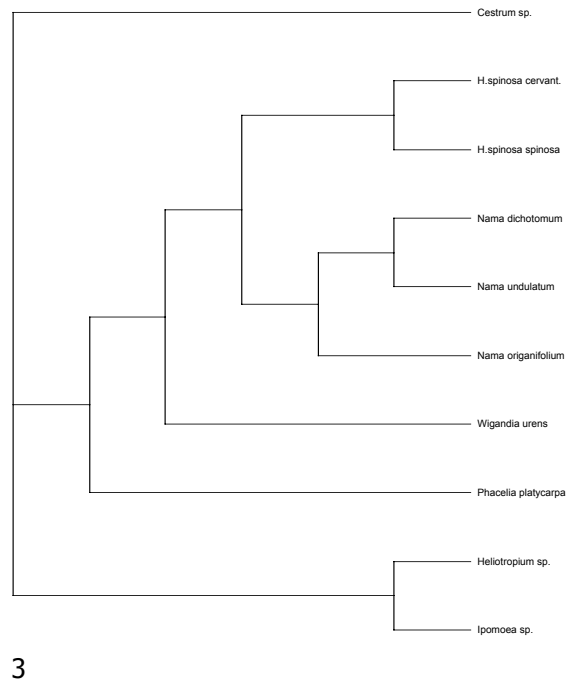 Cestrum sp.
H.spinosa cervant.
H.spinosa spinosa
Nama dichotomum
Nama undulatum
Nama origanifolium
Wigandia urens
Phacelia platycarpa
Heliotropium sp.
Ipomoea sp.
3